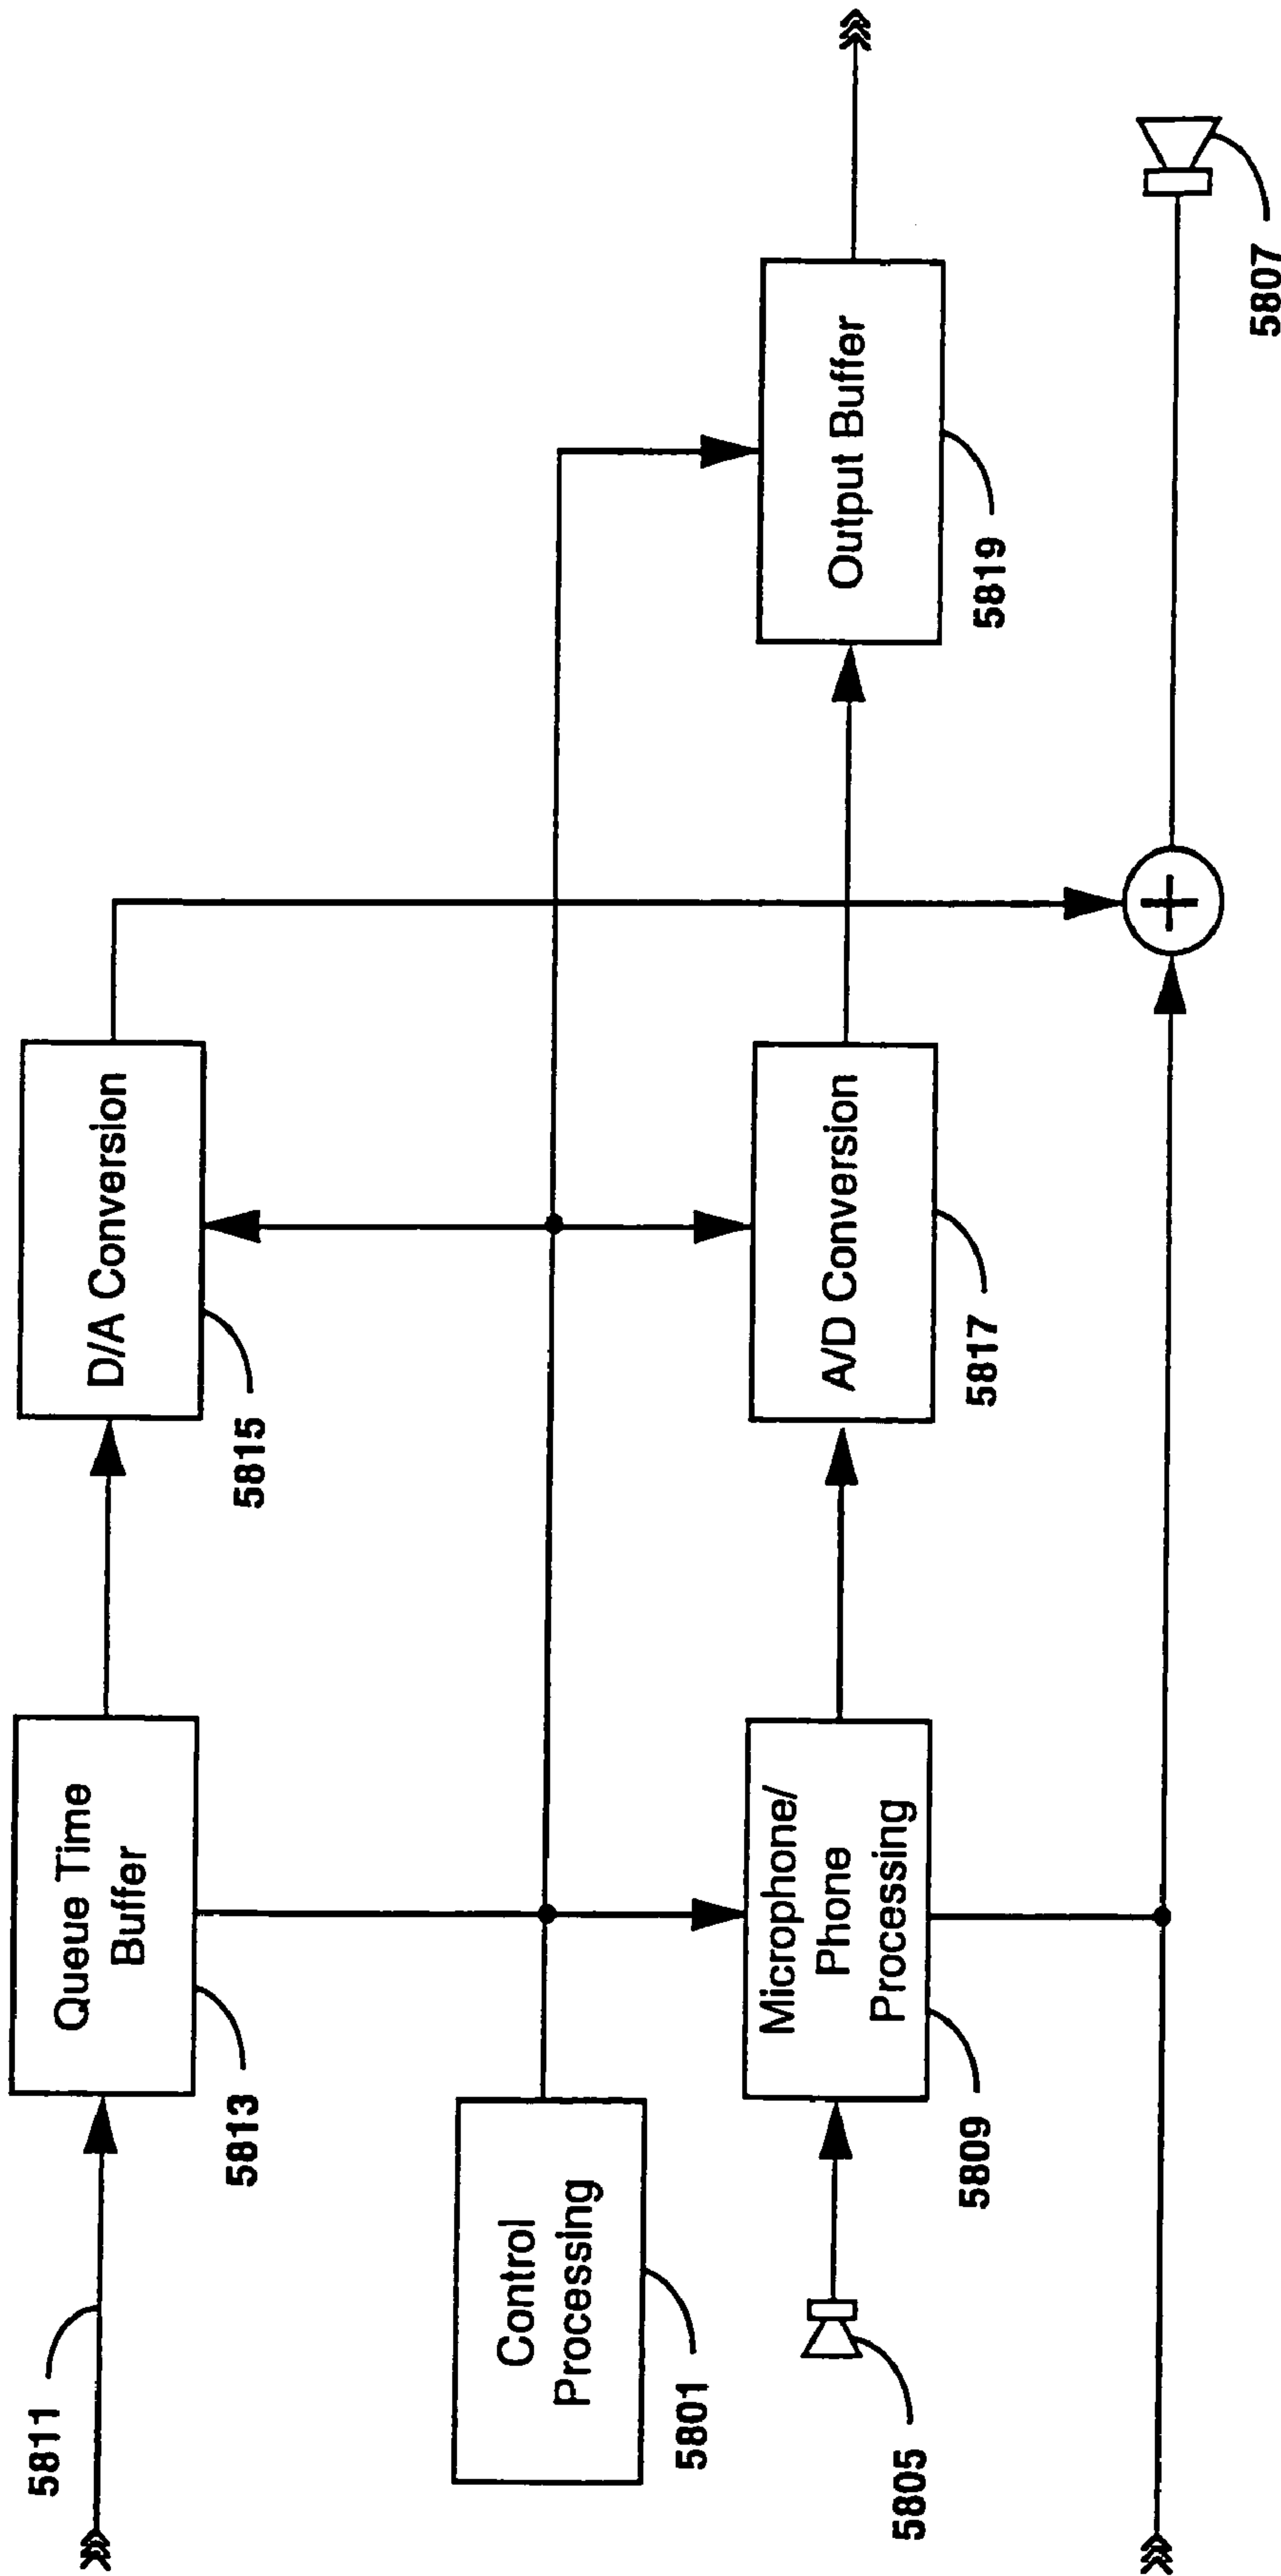 5811
Queue Time
Buffer
5813
D/A Conversion
5815
Control
Processing
5801
5805
Microphone/
Phone
Processing
5809
A/D Conversion
5817
Output Buffer
5819
+
5807